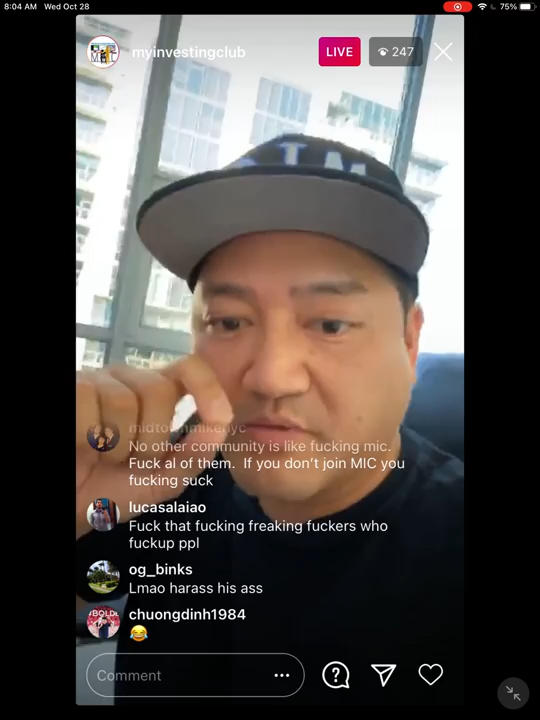 8:04 AM Wed Oct 28
75%
myinvestingclub
LIVE
247
midtownmikenyc
No other community is like fucking mic.
Fuck al of them. If you don’t join MIC you
fucking suck
lucasalaiao
Fuck that fucking freaking fuckers who
fuckup ppl
og_binks
Lmao harass his ass
chuongdinh1984
😂
Comment